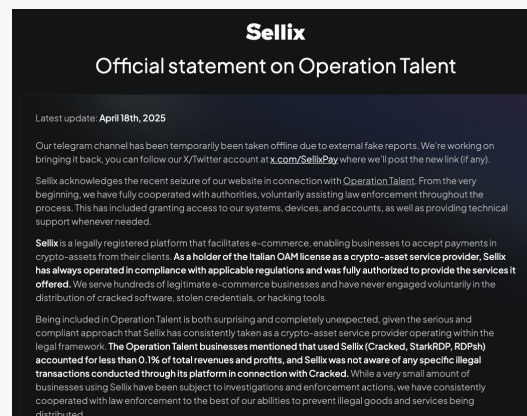 Sellix
Official statement on Operation Talent
Latest update: April 18th, 2025
Our telegram channel has been temporarily been taken offline due to external fake reports. We're working on
bringing it back, you can follow our X/Twitter account at x.com/SellixPay where we'll post the new link (if any).
Sellix acknowledges the recent seizure of our website in connection with Operation Talent. From the very
beginning, we have fully cooperated with authorities, voluntarily assisting law enforcement throughout the
process. This has included granting access to our systems, devices, and accounts, as well as providing technical
support whenever needed.
Sellix is a legally registered platform that facilitates e-commerce, enabling businesses to accept payments in
crypto-assets from their clients. As a holder of the Italian OAM license as a crypto-asset service provider, Sellix
has always operated in compliance with applicable regulations and was fully authorized to provide the services it
offered. We serve hundreds of legitimate e-commerce businesses and have never engaged voluntarily in the
distribution of cracked software, stolen credentials, or hacking tools.
Being included in Operation Talent is both surprising and completely unexpected, given the serious and
compliant approach that Sellix has consistently taken as a crypto-asset service provider operating within the
legal framework. The Operation Talent businesses mentioned that used Sellix (Cracked, StarkRDP, RDPsh)
accounted for less than 0.1% of total revenues and profits, and Sellix was not aware of any specific illegal
transactions conducted through its platform in connection with Cracked. While a very small amount of
businesses using Sellix have been subject to investigations and enforcement actions, we have consistently
cooperated with law enforcement to the best of our abilities to prevent illegal goods and services being
distributed.